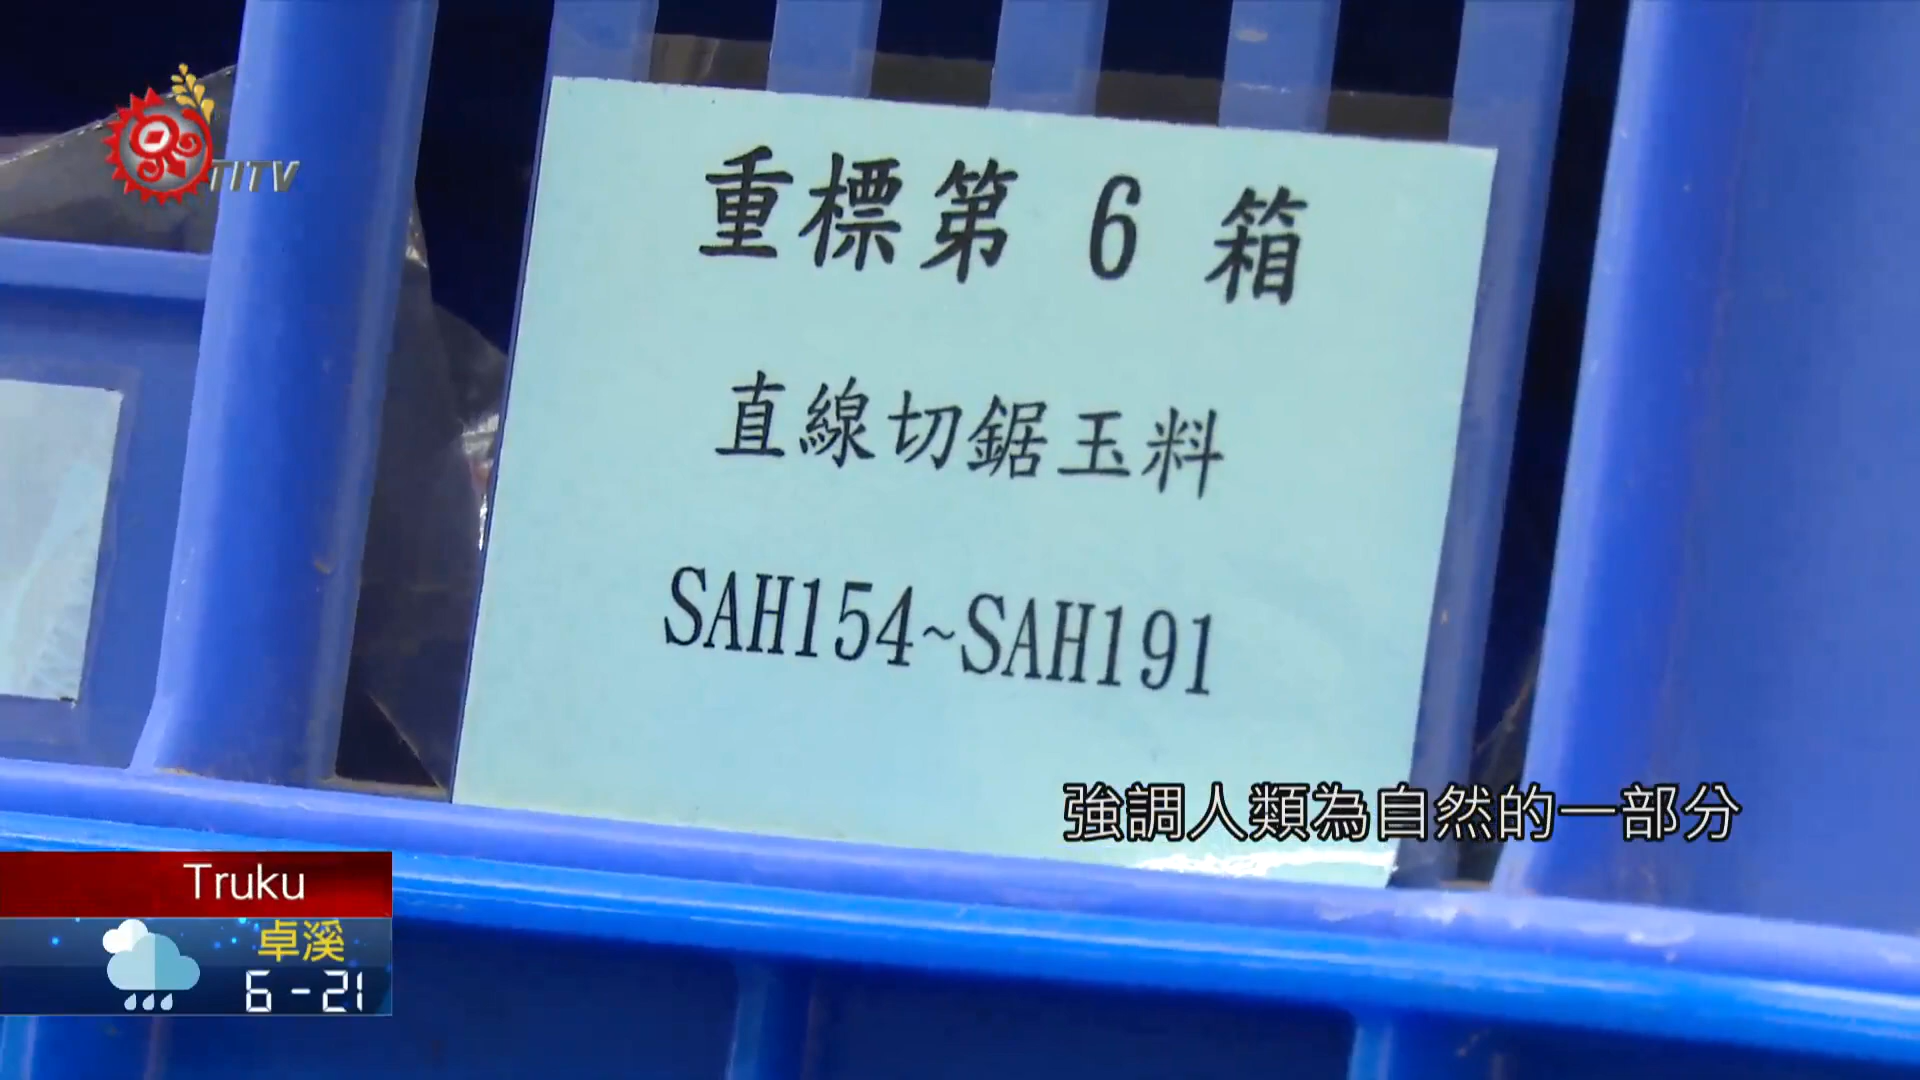 TITV
重標第 6 箱
直線切鋸玉料
SAH154~SAH191
強調人類為自然的一部分
Truku
卓溪
6-21